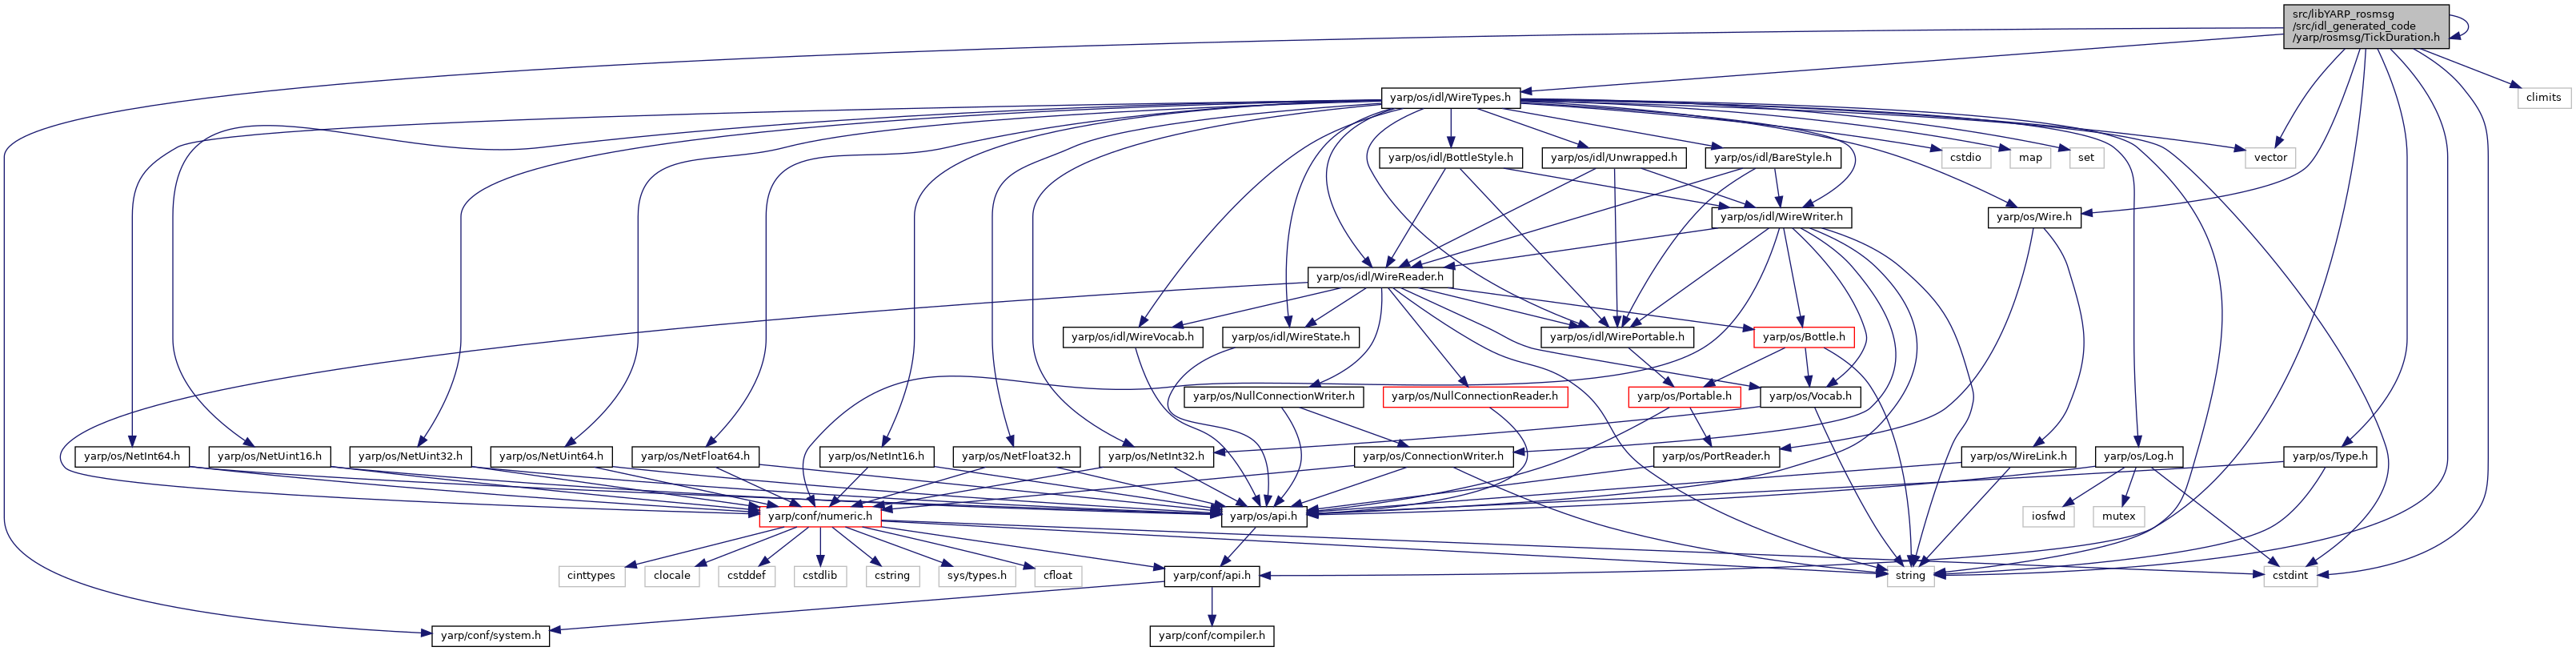 src/libYARP_rosmsg
/src/idl_generated_code
/yarp/rosmsg/TickDuration.h
yarp/os/idl/WireTypes.h
climits
yarp/os/idl/BottleStyle.h
yarp/os/idl/Unwrapped.h
yarp/os/idl/BareStyle.h
cstdio
map
set
vector
yarp/os/idl/WireWriter.h
yarp/os/Wire.h
yarp/os/idl/WireReader.h
yarp/os/idl/WireVocab.h
yarp/os/idl/WireState.h
yarp/os/idl/WirePortable.h
yarp/os/Bottle.h
yarp/os/NullConnectionWriter.h
yarp/os/NullConnectionReader.h
yarp/os/Portable.h
yarp/os/Vocab.h
yarp/os/NetInt64.h
yarp/os/NetUint16.h
yarp/os/NetUint32.h
yarp/os/NetUint64.h
yarp/os/NetFloat64.h
yarp/os/NetInt16.h
yarp/os/NetFloat32.h
yarp/os/NetInt32.h
yarp/os/ConnectionWriter.h
yarp/os/PortReader.h
yarp/os/WireLink.h
yarp/os/Log.h
yarp/os/Type.h
yarp/conf/numeric.h
yarp/os/api.h
iosfwd
mutex
cinttypes
clocale
cstddef
cstdlib
cstring
sys/types.h
cfloat
yarp/conf/api.h
string
cstdint
yarp/conf/system.h
yarp/conf/compiler.h